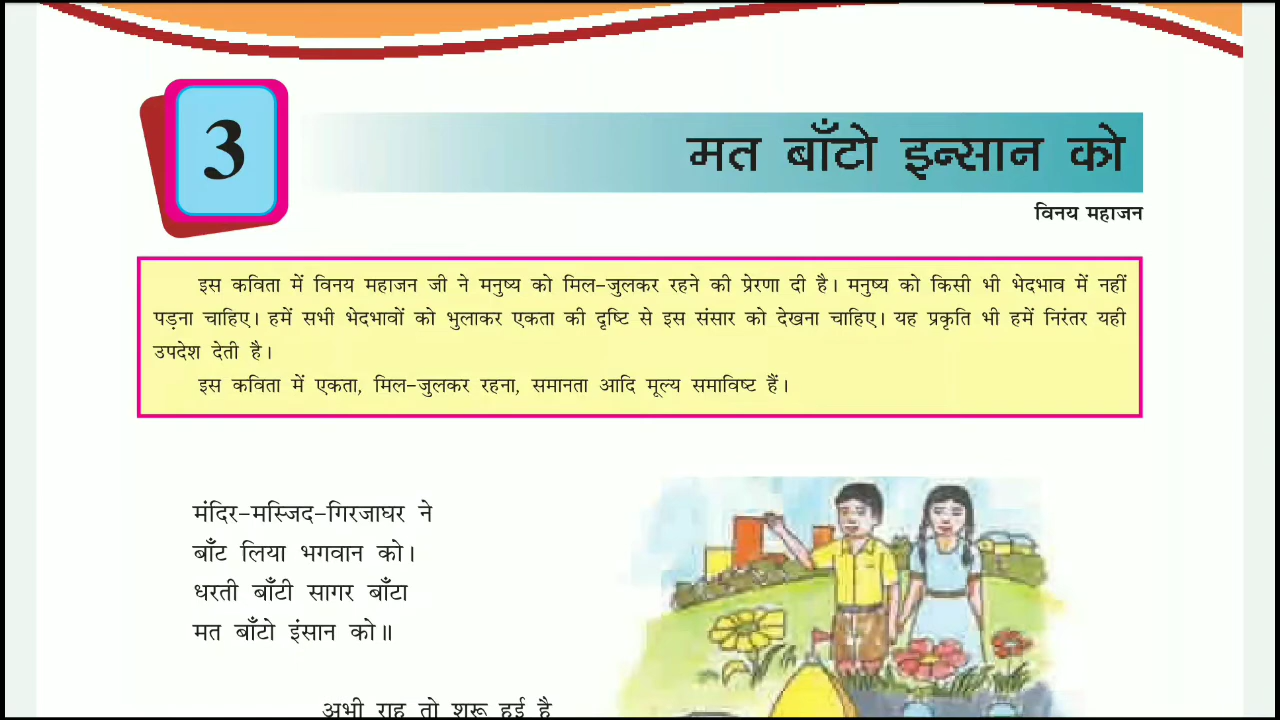 3
मत बाँटो इन्सान को
विनय महाजन
इस कविता में विनय महाजन जी ने मनुष्य को मिल-जुलकर रहने की प्रेरणा दी है। मनुष्य को किसी भी भेदभाव में नहीं
पड़ना चाहिए। हमें सभी भेदभावों को भुलाकर एकता की दृष्टि से इस संसार को देखना चाहिए। यह प्रकृति भी हमें निरंतर यही
उपदेश देती है।
इस कविता में एकता, मिल-जुलकर रहना, समानता आदि मूल्य समाविष्ट हैं।
मंदिर-मस्जिद-गिरजाघर ने
बाँट लिया भगवान को।
धरती बाँटी सागर बाँटा
मत बाँटो इंसान को॥
अभी राह तो शुरू हुई है